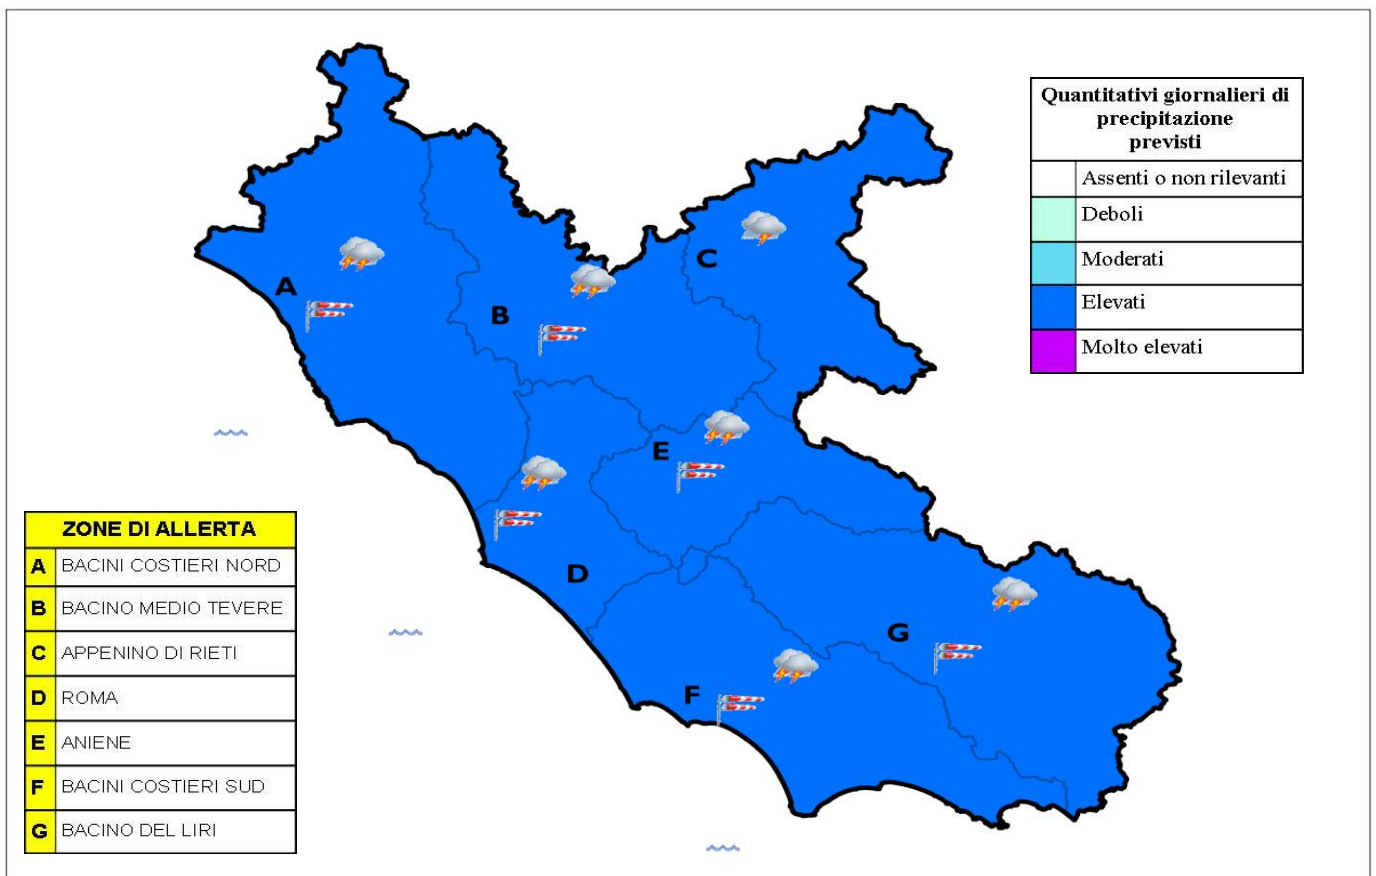 Quantitativi giornalieri di
precipitazione
previsti
Assenti o non rilevanti
Deboli
Moderati
Elevati
Molto elevati
A
B
C
D
E
F
G
ZONE DI ALLERTA
A BACINI COSTIERI NORD
B BACINO MEDIO TEVERE
C APPENINO DI RIETI
D ROMA
E ANIENE
F BACINI COSTIERI SUD
G BACINO DEL LIRI